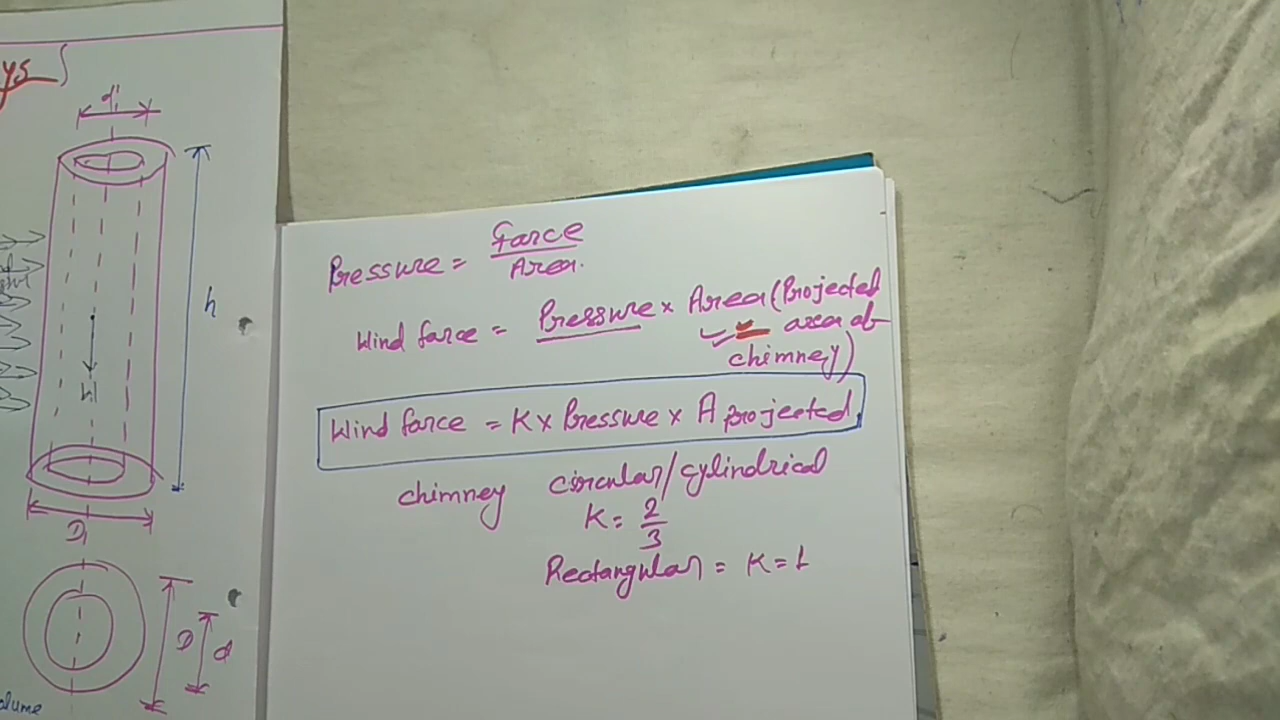 ys
d
h
W
D
D
d
olume
Pressure = Force
Area.
Wind force = Pressure x Area (Projected
area of
chimney)
Wind force = K x Pressure x A projected
chimney circular/cylindrical
K = 2
3
Rectangular = K = 1